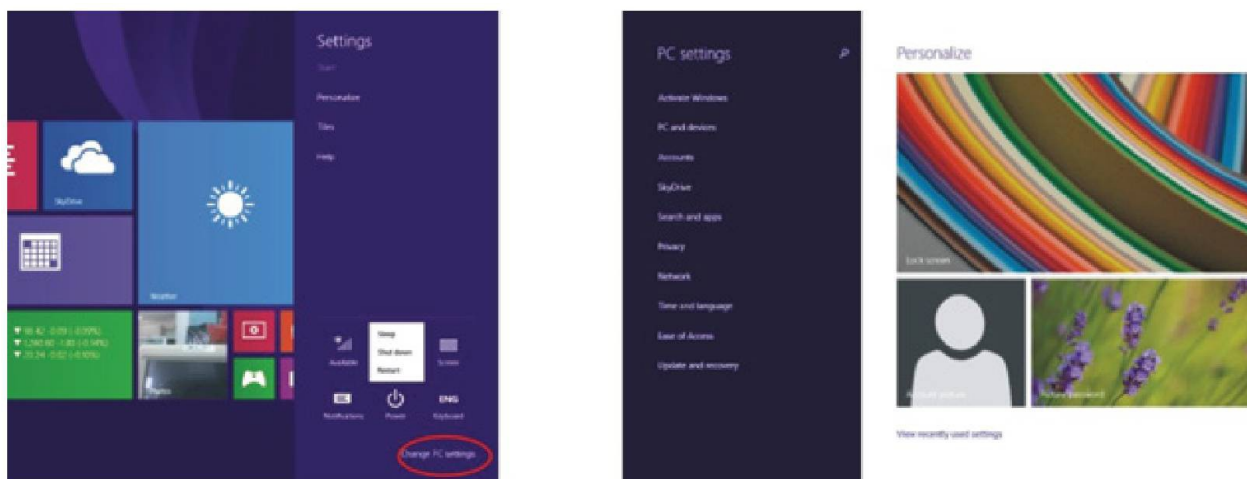 Settings
Start
Personalize
Tiles
Help
SkyDrive
Weather
Available
Sleep
Shut down
Restart
Screen
Notifications
Power
ENG
Keyboard
Change PC settings
PC settings
Activate Windows
PC and devices
Accounts
SkyDrive
Search and apps
Privacy
Network
Time and language
Ease of Access
Update and recovery
Personalize
Lock screen
Account picture
Picture password
View recently used settings